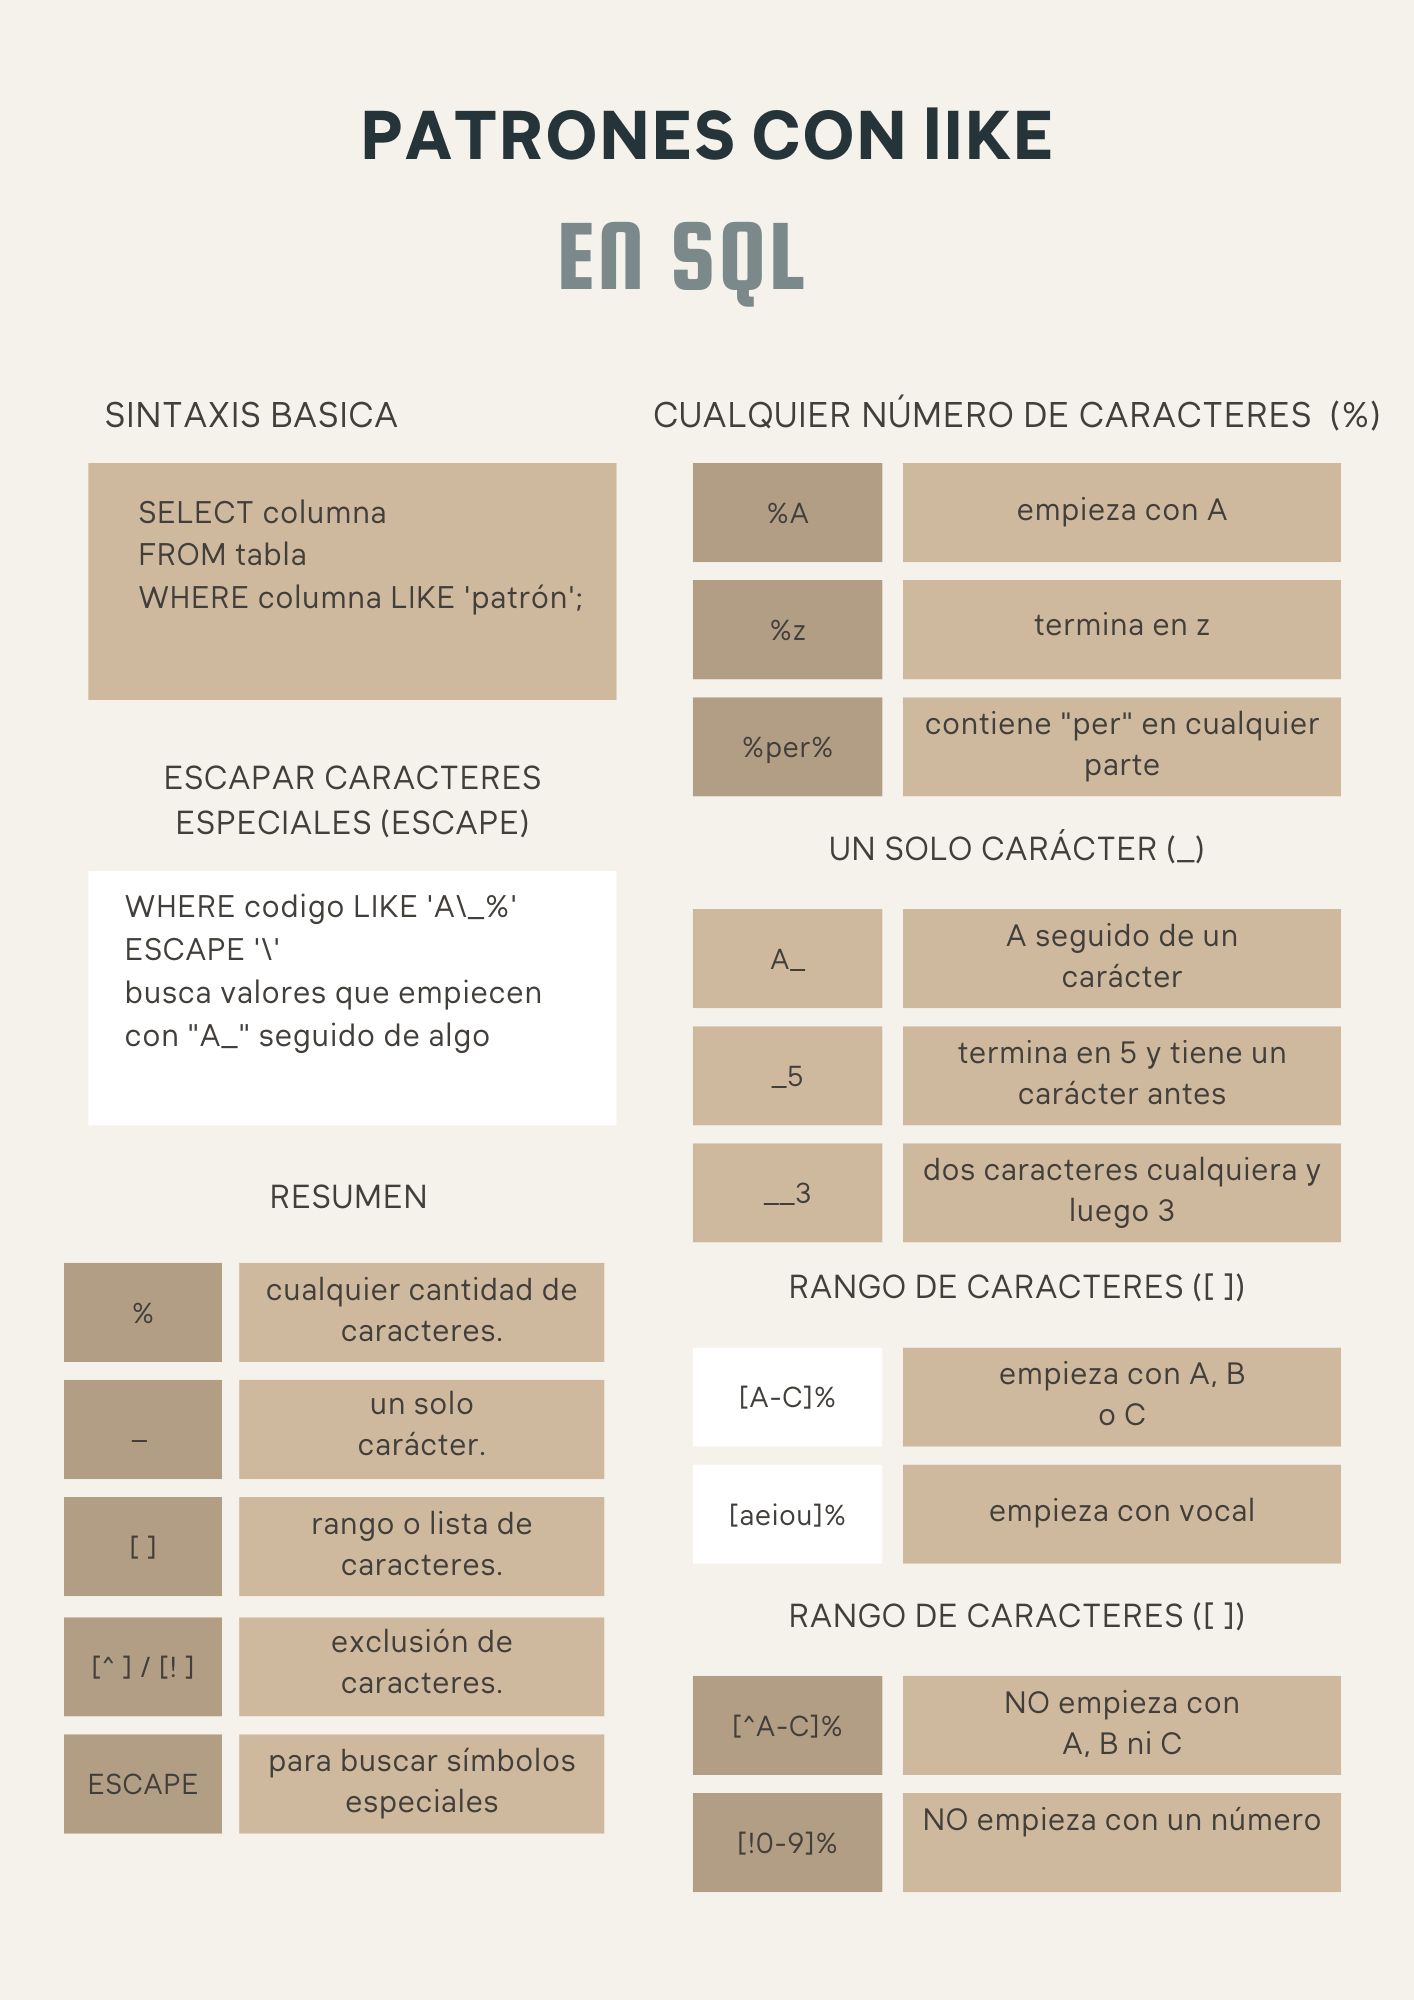 PATRONES CON lIKE
EN SQL
SINTAXIS BASICA
SELECT columna
FROM tabla
WHERE columna LIKE 'patrón';
ESCAPAR CARACTERES
ESPECIALES (ESCAPE)
WHERE codigo LIKE 'A\_%'
ESCAPE '\'
busca valores que empiecen
con "A_" seguido de algo
RESUMEN
%
cualquier cantidad de
caracteres.
_
un solo
carácter.
[ ]
rango o lista de
caracteres.
[^ ] / [! ]
exclusión de
caracteres.
ESCAPE
para buscar símbolos
especiales
CUALQUIER NÚMERO DE CARACTERES (%)
%A
empieza con A
%z
termina en z
%per%
contiene "per" en cualquier
parte
UN SOLO CARÁCTER (_)
A_
A seguido de un
carácter
_5
termina en 5 y tiene un
carácter antes
__3
dos caracteres cualquiera y
luego 3
RANGO DE CARACTERES ([ ])
[A-C]%
empieza con A, B
o C
[aeiou]%
empieza con vocal
RANGO DE CARACTERES ([ ])
[^A-C]%
NO empieza con
A, B ni C
[!0-9]%
NO empieza con un número